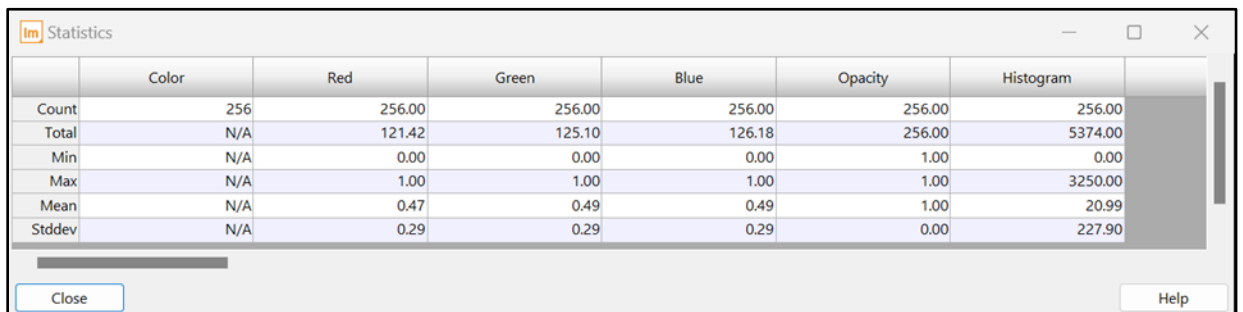 Im Statistics
Color Red Green Blue Opacity Histogram
Count 256 256.00 256.00 256.00 256.00 256.00
Total N/A 121.42 125.10 126.18 256.00 5374.00
Min N/A 0.00 0.00 0.00 1.00 0.00
Max N/A 1.00 1.00 1.00 1.00 3250.00
Mean N/A 0.47 0.49 0.49 1.00 20.99
Stddev N/A 0.29 0.29 0.29 0.00 227.90
Close Help